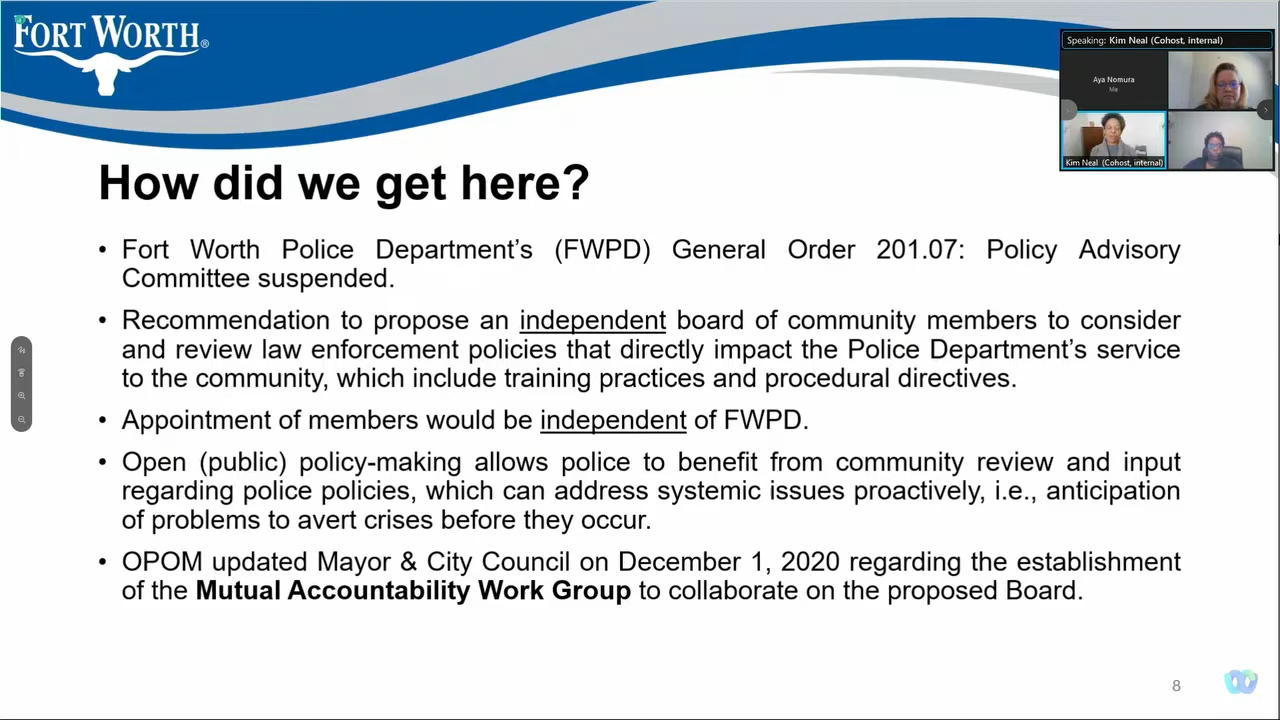 FORT WORTH®
Speaking: Kim Neal (Cohost, internal)
Aya Nomura
Me
Kim Neal (Cohost, internal)
How did we get here?
• Fort Worth Police Department’s (FWPD) General Order 201.07: Policy Advisory
Committee suspended.
• Recommendation to propose an independent board of community members to consider
and review law enforcement policies that directly impact the Police Department’s service
to the community, which include training practices and procedural directives.
• Appointment of members would be independent of FWPD.
• Open (public) policy-making allows police to benefit from community review and input
regarding police policies, which can address systemic issues proactively, i.e., anticipation
of problems to avert crises before they occur.
• OPOM updated Mayor & City Council on December 1, 2020 regarding the establishment
of the Mutual Accountability Work Group to collaborate on the proposed Board.
8